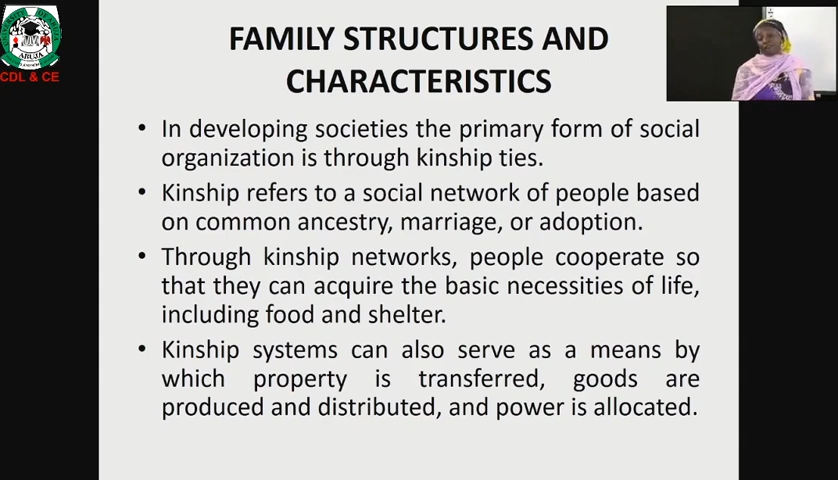 CDL & CE
FAMILY STRUCTURES AND
CHARACTERISTICS
• In developing societies the primary form of social
organization is through kinship ties.
• Kinship refers to a social network of people based
on common ancestry, marriage, or adoption.
• Through kinship networks, people cooperate so
that they can acquire the basic necessities of life,
including food and shelter.
• Kinship systems can also serve as a means by
which property is transferred, goods are
produced and distributed, and power is allocated.